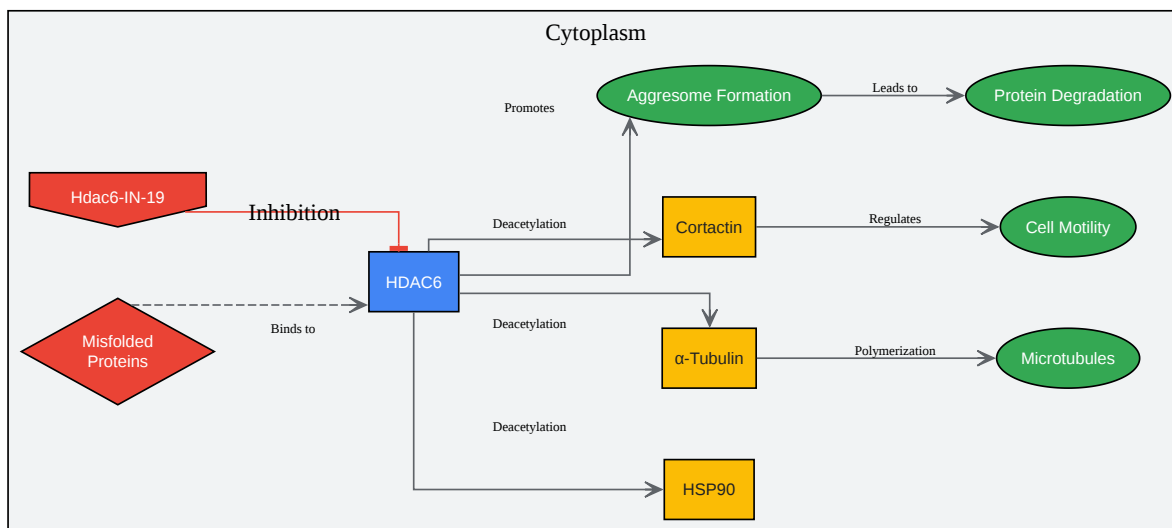 Cytoplasm
Aggresome Formation
Leads to
Protein Degradation
Promotes
Hdac6-IN-19
Inhibition
Deacetylation
Cortactin
Regulates
Cell Motility
HDAC6
Misfolded
Proteins
Binds to
Deacetylation
α-Tubulin
Polymerization
Microtubules
Deacetylation
HSP90